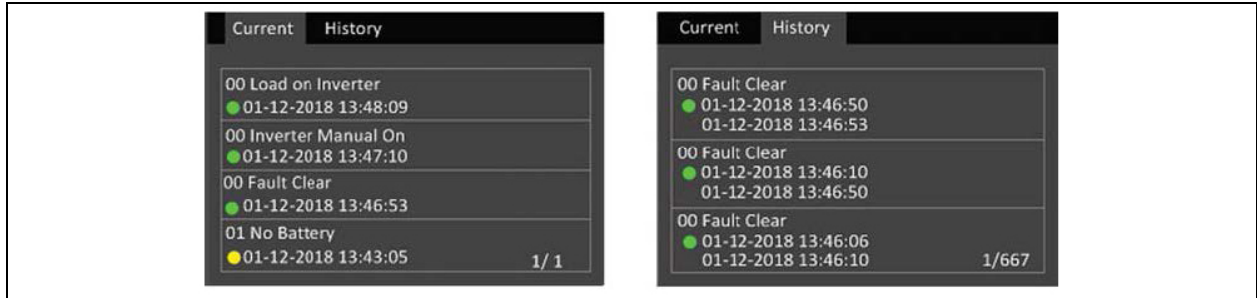 Current History
00 Load on Inverter
01-12-2018 13:48:09
00 Inverter Manual On
01-12-2018 13:47:10
00 Fault Clear
01-12-2018 13:46:53
01 No Battery
01-12-2018 13:43:05
1/ 1
Current History
00 Fault Clear
01-12-2018 13:46:50
01-12-2018 13:46:53
00 Fault Clear
01-12-2018 13:46:10
01-12-2018 13:46:50
00 Fault Clear
01-12-2018 13:46:06
01-12-2018 13:46:10
1/667